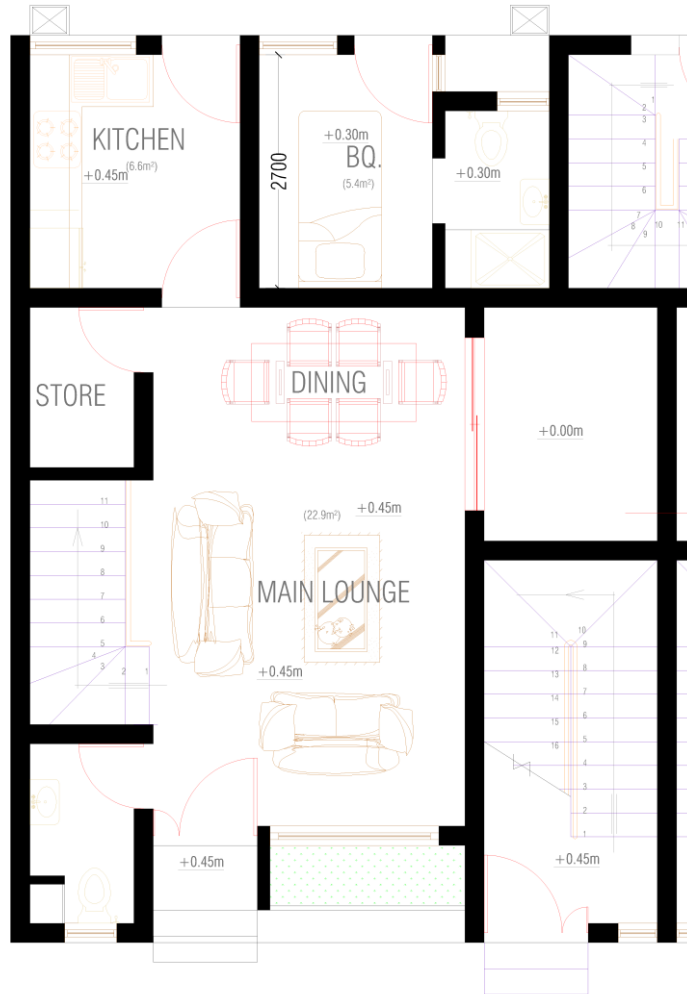 KITCHEN
(6.6m²)
+0.45m
2700
+0.30m
BQ.
(5.4m²)
+0.30m
1
2
3
4
5
6
7
8
9
10
11
STORE
DINING
+0.00m
(22.9m²)
+0.45m
MAIN LOUNGE
+0.45m
11
10
9
8
7
6
5
4
3
2
1
11
10
12
9
13
8
14
7
15
6
16
5
4
3
2
1
+0.45m
+0.45m